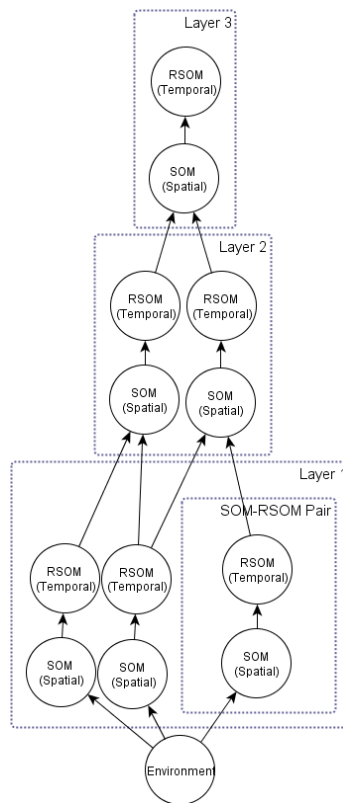 Layer 3
RSOM
(Temporal)
SOM
(Spatial)
Layer 2
RSOM
(Temporal)
RSOM
(Temporal)
SOM
(Spatial)
SOM
(Spatial)
Layer 1
SOM-RSOM Pair
RSOM
(Temporal)
RSOM
(Temporal)
RSOM
(Temporal)
SOM
(Spatial)
SOM
(Spatial)
SOM
(Spatial)
Environment